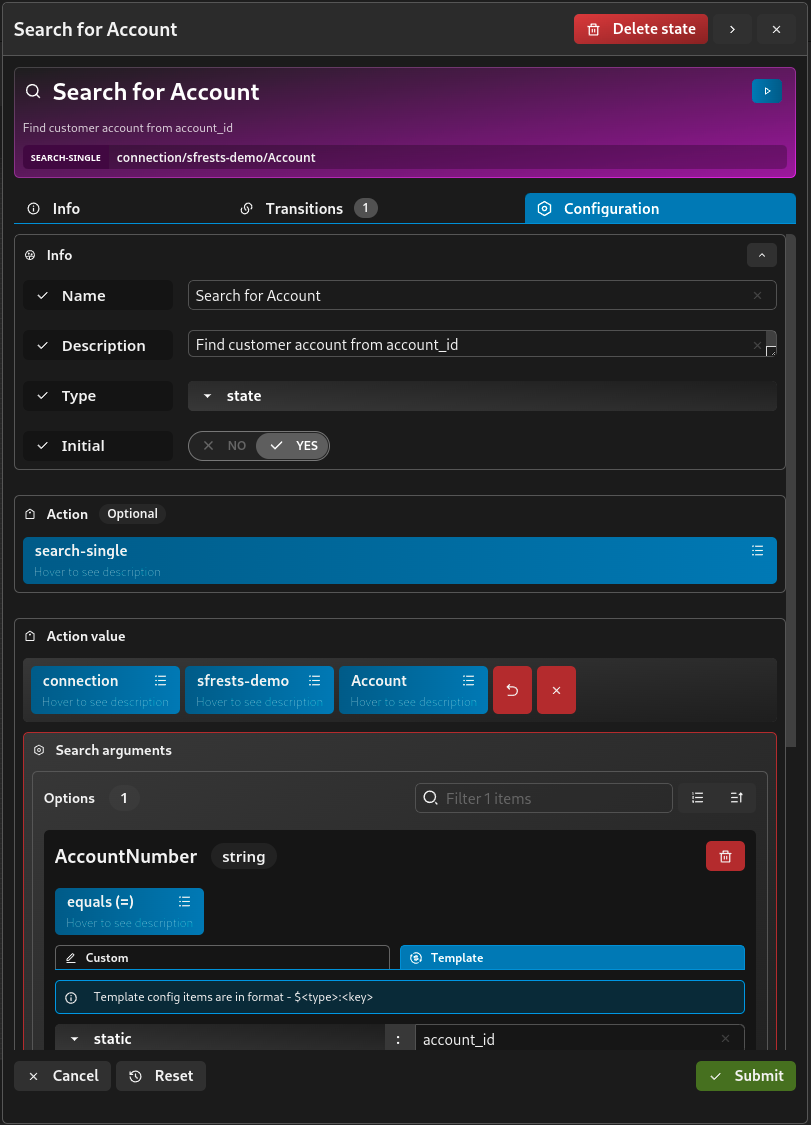 Search for Account
Delete state
Search for Account
Find customer account from account_id
SEARCH-SINGLE connection/sfrests-demo/Account
Info
Transitions 1
Configuration
Info
Name
Search for Account
Description
Find customer account from account_id
Type
state
Initial
NO
YES
Action Optional
search-single
Hover to see description
Action value
connection
Hover to see description
sfrests-demo
Hover to see description
Account
Hover to see description
Search arguments
Options 1
Filter 1 items
AccountNumber string
equals (=)
Hover to see description
Custom
Template
Template config items are in format - $<type>:<key>
static : account_id
Cancel
Reset
Submit